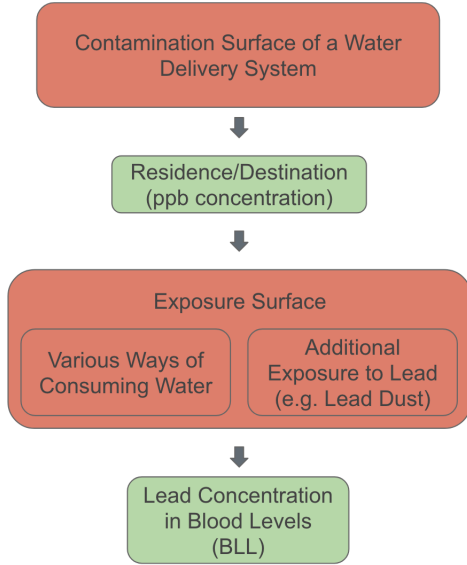 Contamination Surface of a Water
Delivery System
Residence/Destination
(ppb concentration)
Exposure Surface
Various Ways of
Consuming Water
Additional
Exposure to Lead
(e.g. Lead Dust)
Lead Concentration
in Blood Levels
(BLL)